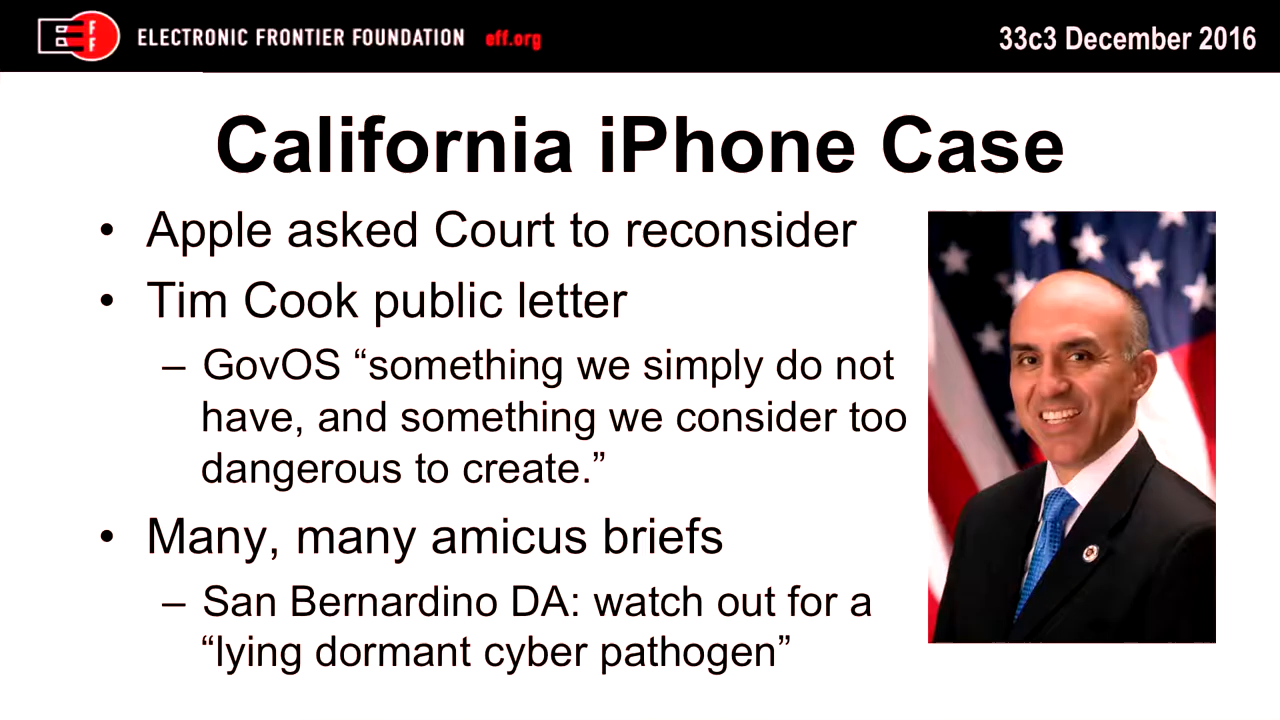 EFF ELECTRONIC FRONTIER FOUNDATION eff.org 33c3 December 2016
California iPhone Case
• Apple asked Court to reconsider
• Tim Cook public letter
– GovOS “something we simply do not
have, and something we consider too
dangerous to create.”
• Many, many amicus briefs
– San Bernardino DA: watch out for a
“lying dormant cyber pathogen”